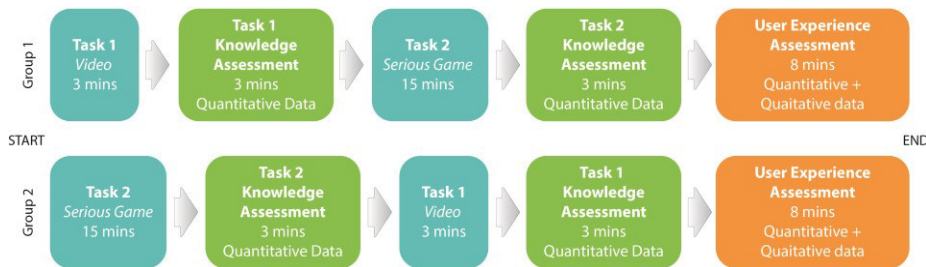 Group 1
Task 1
Video
3 mins
Task 1
Knowledge
Assessment
3 mins
Quantitative Data
Task 2
Serious Game
15 mins
Task 2
Knowledge
Assessment
3 mins
Quantitative Data
User Experience
Assessment
8 mins
Quantitative +
Quaitative data
START
END
Group 2
Task 2
Serious Game
15 mins
Task 2
Knowledge
Assessment
3 mins
Quantitative Data
Task 1
Video
3 mins
Task 1
Knowledge
Assessment
3 mins
Quantitative Data
User Experience
Assessment
8 mins
Quantitative +
Quaitative data